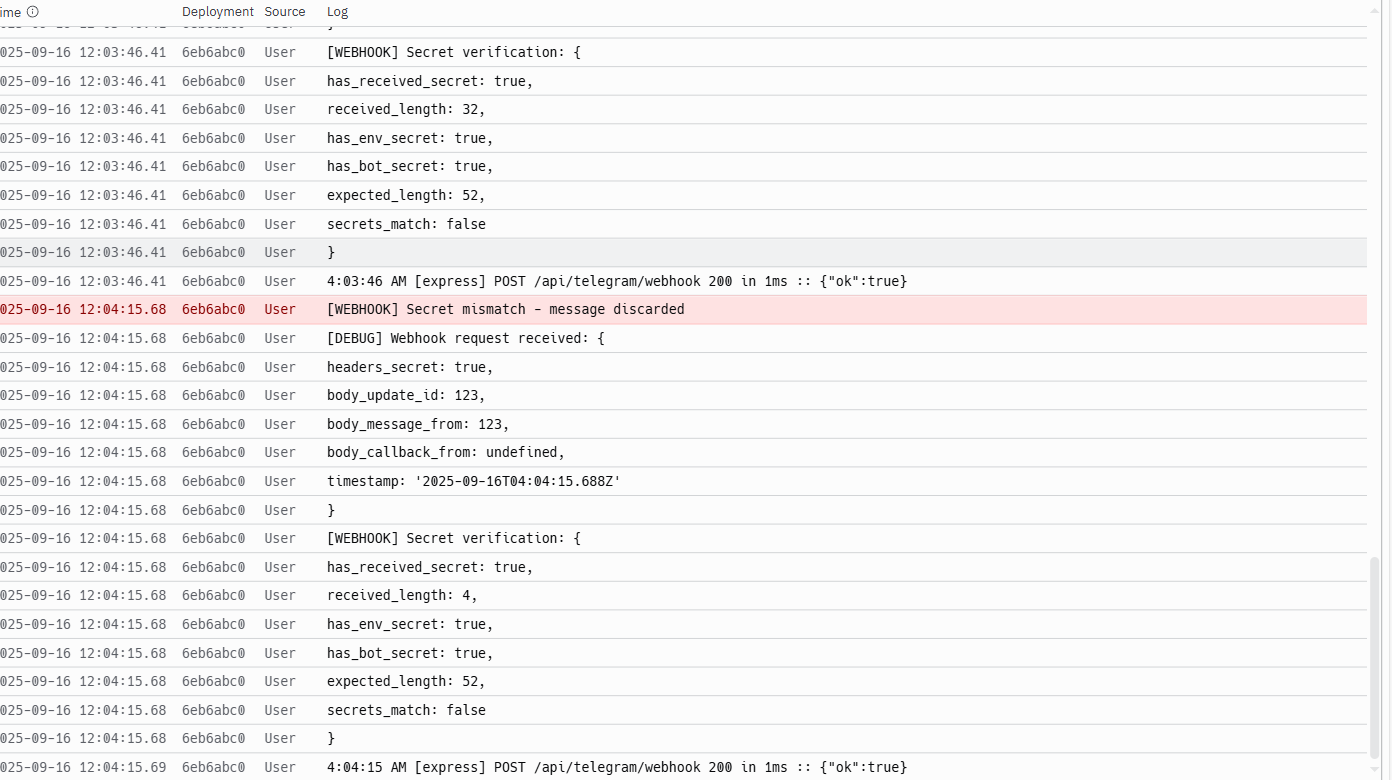 ime Deployment Source Log
025-09-16 12:03:46.41 6eb6abc0 User [WEBHOOK] Secret verification: {
025-09-16 12:03:46.41 6eb6abc0 User has_received_secret: true,
025-09-16 12:03:46.41 6eb6abc0 User received_length: 32,
025-09-16 12:03:46.41 6eb6abc0 User has_env_secret: true,
025-09-16 12:03:46.41 6eb6abc0 User has_bot_secret: true,
025-09-16 12:03:46.41 6eb6abc0 User expected_length: 52,
025-09-16 12:03:46.41 6eb6abc0 User secrets_match: false
025-09-16 12:03:46.41 6eb6abc0 User }
025-09-16 12:03:46.41 6eb6abc0 User 4:03:46 AM [express] POST /api/telegram/webhook 200 in 1ms :: {"ok":true}
025-09-16 12:04:15.68 6eb6abc0 User [WEBHOOK] Secret mismatch - message discarded
025-09-16 12:04:15.68 6eb6abc0 User [DEBUG] Webhook request received: {
025-09-16 12:04:15.68 6eb6abc0 User headers_secret: true,
025-09-16 12:04:15.68 6eb6abc0 User body_update_id: 123,
025-09-16 12:04:15.68 6eb6abc0 User body_message_from: 123,
025-09-16 12:04:15.68 6eb6abc0 User body_callback_from: undefined,
025-09-16 12:04:15.68 6eb6abc0 User timestamp: '2025-09-16T04:04:15.688Z'
025-09-16 12:04:15.68 6eb6abc0 User }
025-09-16 12:04:15.68 6eb6abc0 User [WEBHOOK] Secret verification: {
025-09-16 12:04:15.68 6eb6abc0 User has_received_secret: true,
025-09-16 12:04:15.68 6eb6abc0 User received_length: 4,
025-09-16 12:04:15.68 6eb6abc0 User has_env_secret: true,
025-09-16 12:04:15.68 6eb6abc0 User has_bot_secret: true,
025-09-16 12:04:15.68 6eb6abc0 User expected_length: 52,
025-09-16 12:04:15.68 6eb6abc0 User secrets_match: false
025-09-16 12:04:15.68 6eb6abc0 User }
025-09-16 12:04:15.69 6eb6abc0 User 4:04:15 AM [express] POST /api/telegram/webhook 200 in 1ms :: {"ok":true}